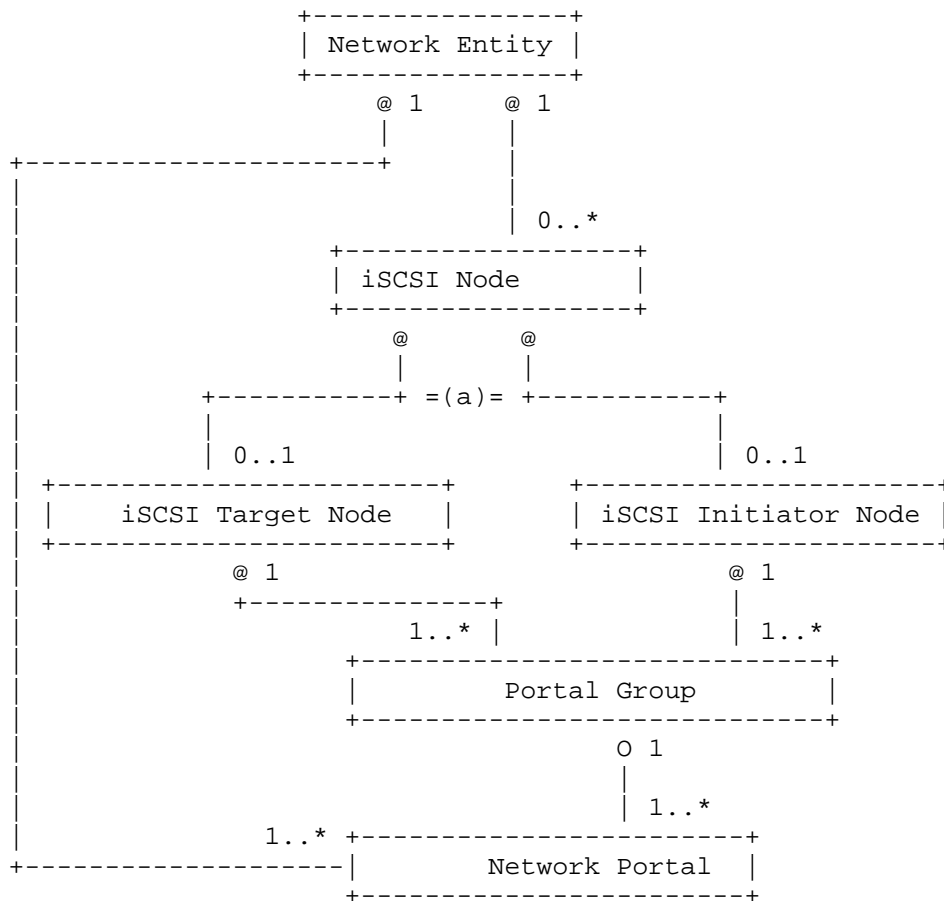 Network Entity
@ 1 @ 1
0..*
iSCSI Node
@ @
=(a)=
0..1 0..1
iSCSI Target Node iSCSI Initiator Node
@ 1 @ 1
1..* 1..*
Portal Group
O 1
1..*
1..*
Network Portal